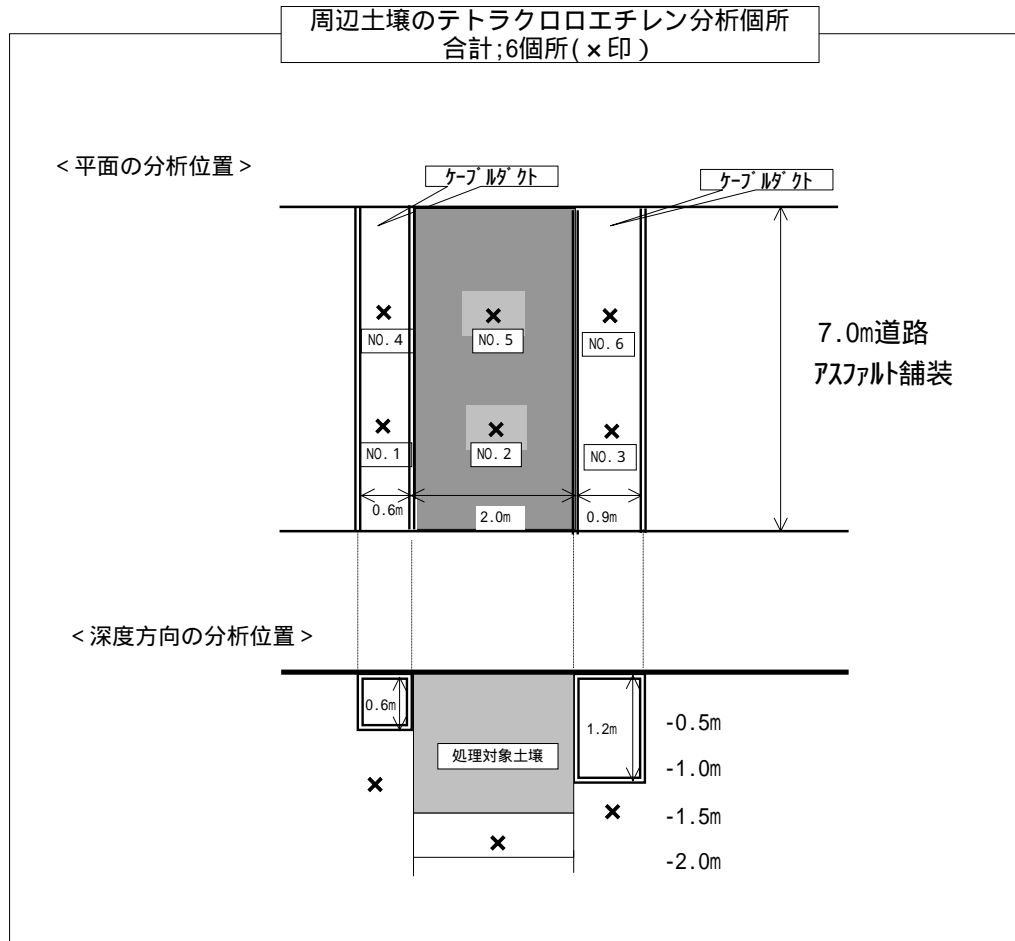 周辺土壌のテトラクロロエチレン分析個所
合計;6個所(×印)
<平面の分析位置>
ケーブルダクト
ケーブルダクト
NO.4
NO.5
NO.6
7.0m道路
アスファルト舗装
NO.1
NO.2
NO.3
0.6m
2.0m
0.9m
<深度方向の分析位置>
0.6m
1.2m
処理対象土壌
-0.5m
-1.0m
-1.5m
-2.0m